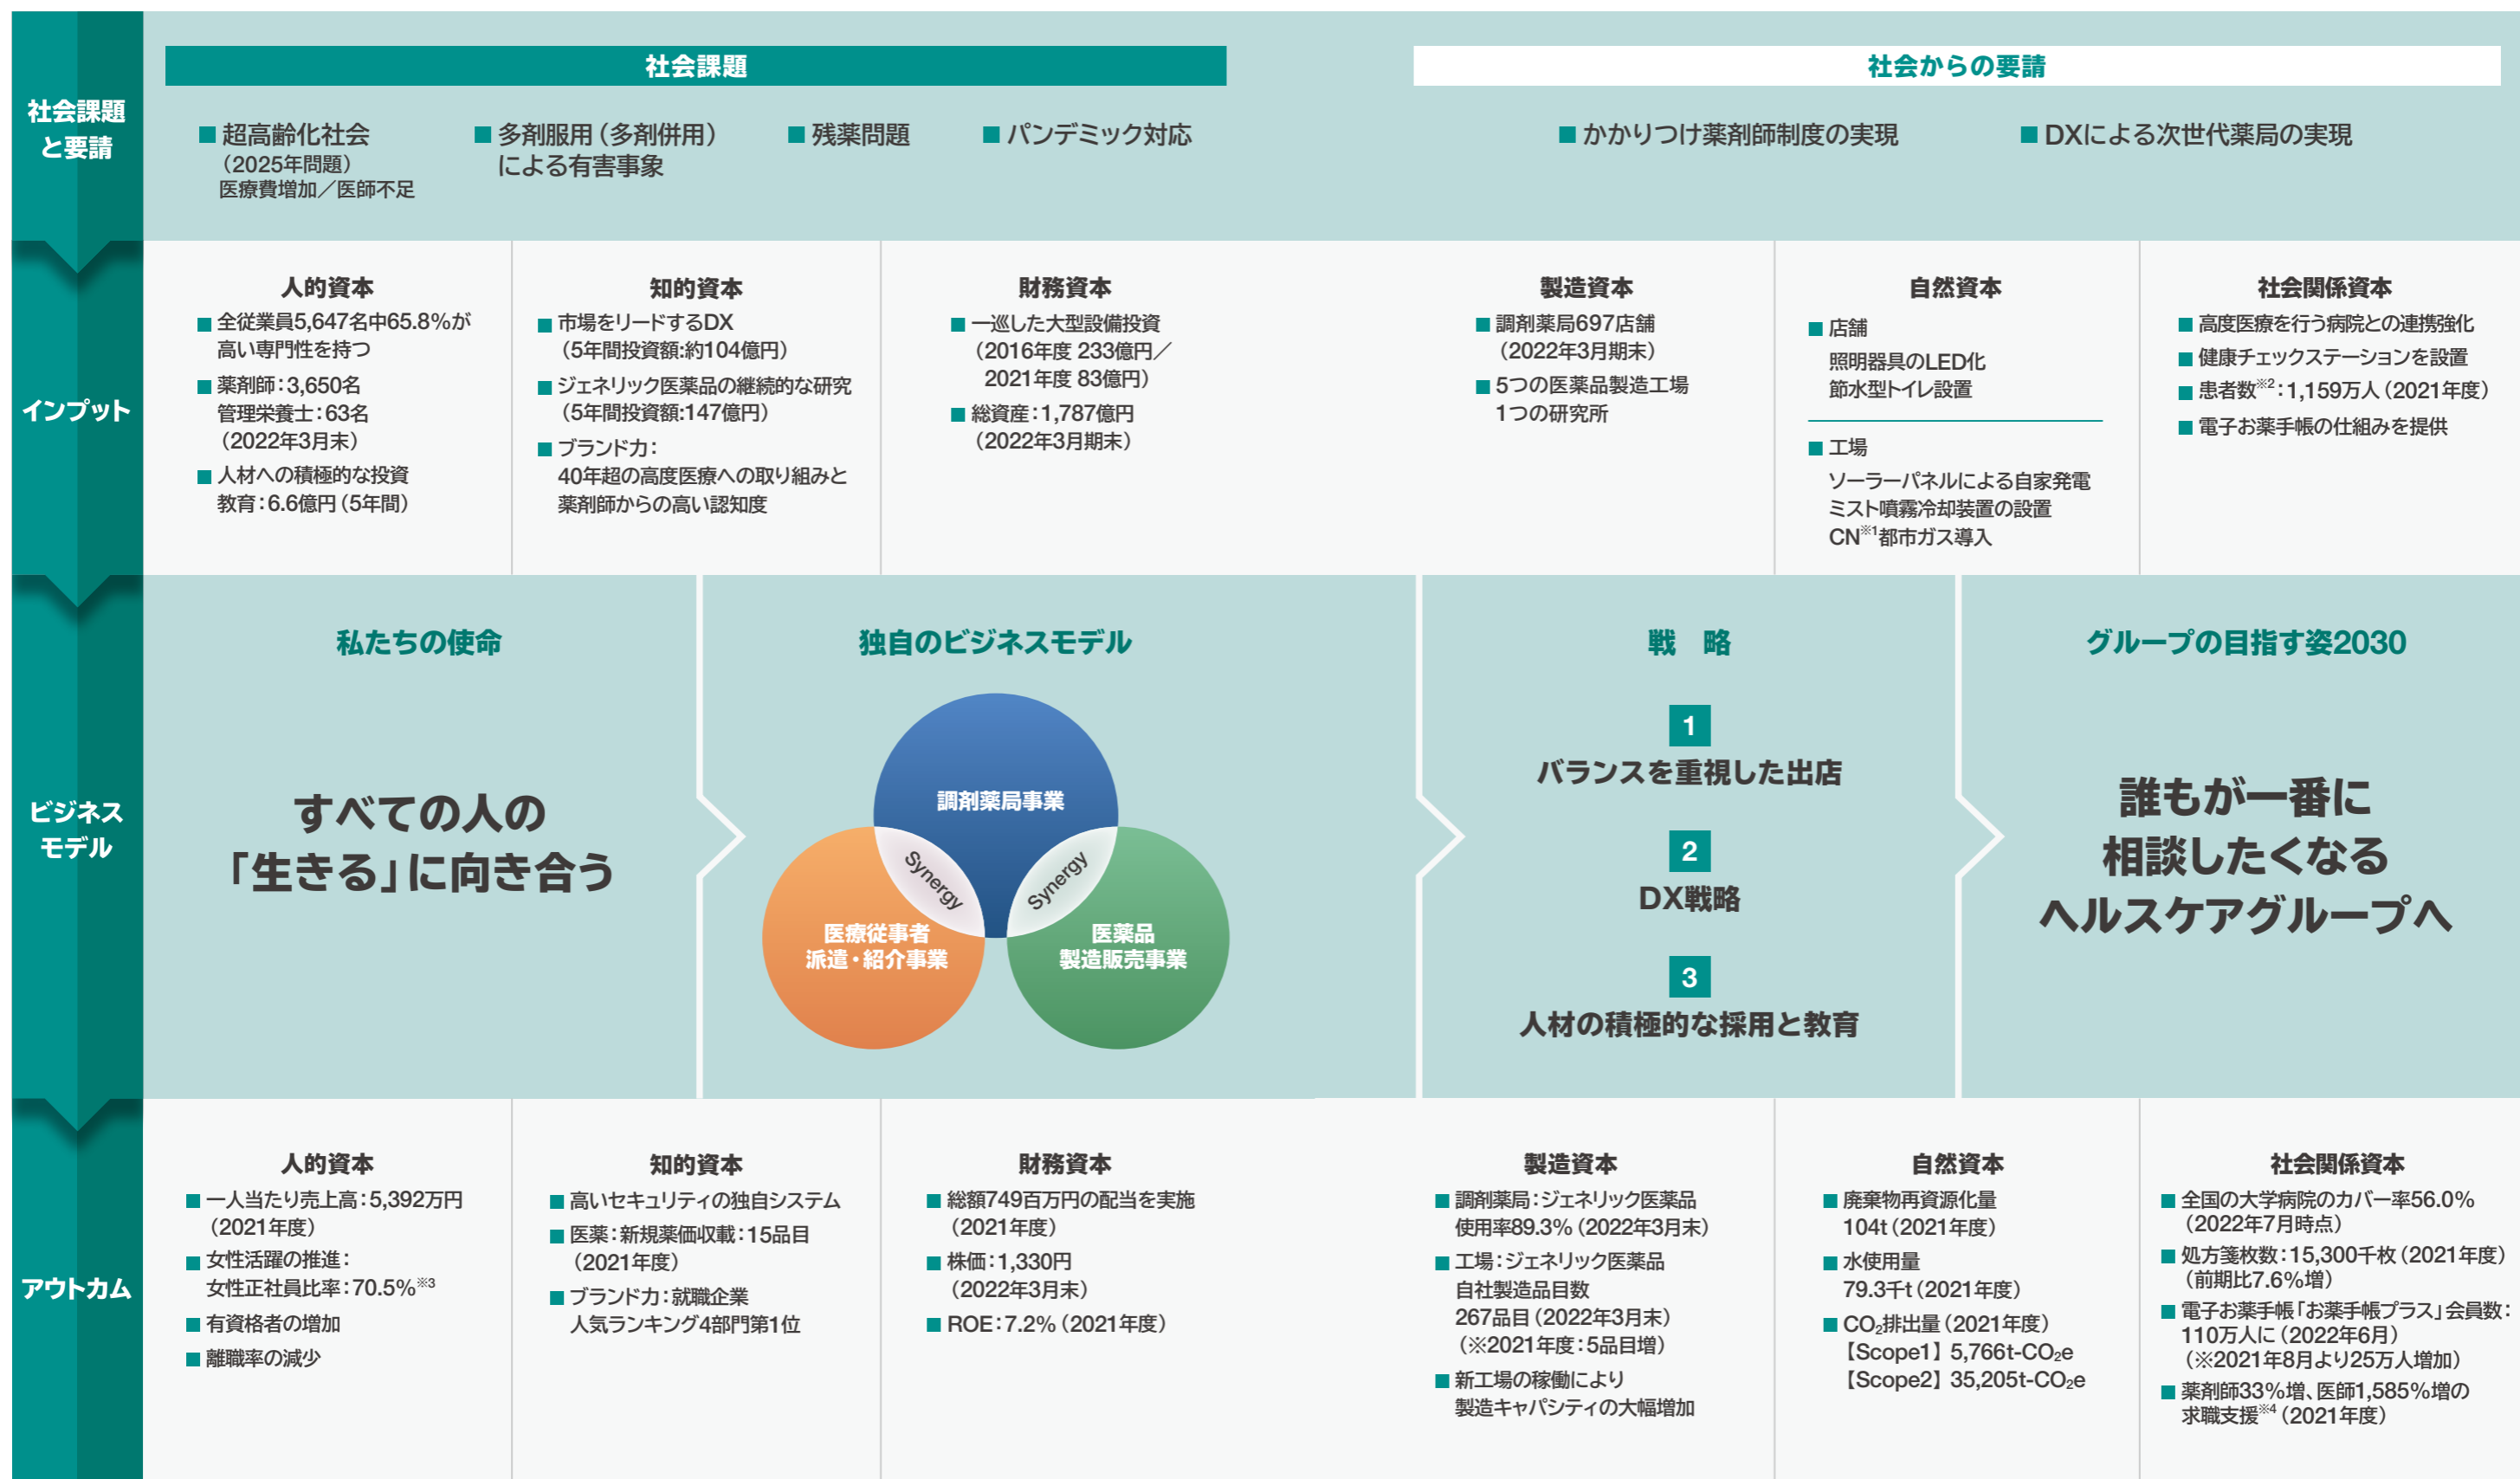 社会課題
と要請
社会課題
■ 超高齢化社会
（2025年問題）
医療費増加／医師不足
■ 多剤服用（多剤併用）
による有害事象
■ 残薬問題
■ パンデミック対応
社会からの要請
■ かかりつけ薬剤師制度の実現
■ DXによる次世代薬局の実現
インプット
人的資本
■ 全従業員5,647名中65.8%が
高い専門性を持つ
■ 薬剤師：3,650名
管理栄養士：63名
（2022年3月末）
■ 人材への積極的な投資
教育：6.6億円（5年間）
知的資本
■ 市場をリードするDX
（5年間投資額:約104億円）
■ ジェネリック医薬品の継続的な研究
（5年間投資額:147億円）
■ ブランド力：
40年超の高度医療への取り組みと
薬剤師からの高い認知度
財務資本
■ 一巡した大型設備投資
（2016年度 233億円／
2021年度 83億円）
■ 総資産：1,787億円
（2022年3月期末）
製造資本
■ 調剤薬局697店舗
（2022年3月期末）
■ 5つの医薬品製造工場
1つの研究所
自然資本
■ 店舗
照明器具のLED化
節水型トイレ設置
■ 工場
ソーラーパネルによる自家発電
ミスト噴霧冷却装置の設置
CN※1都市ガス導入
社会関係資本
■ 高度医療を行う病院との連携強化
■ 健康チェックステーションを設置
■ 患者数※2：1,159万人（2021年度）
■ 電子お薬手帳の仕組みを提供
ビジネス
モデル
私たちの使命
すべての人の
「生きる」に向き合う
独自のビジネスモデル
調剤薬局事業
Synergy
Synergy
医療従事者
派遣・紹介事業
医薬品
製造販売事業
戦　略
1
バランスを重視した出店
2
DX戦略
3
人材の積極的な採用と教育
グループの目指す姿2030
誰もが一番に
相談したくなる
ヘルスケアグループへ
アウトカム
人的資本
■ 一人当たり売上高：5,392万円
（2021年度）
■ 女性活躍の推進：
女性正社員比率：70.5%※3
■ 有資格者の増加
■ 離職率の減少
知的資本
■ 高いセキュリティの独自システム
■ 医薬：新規薬価収載：15品目
（2021年度）
■ ブランド力：就職企業
人気ランキング4部門第1位
財務資本
■ 総額749百万円の配当を実施
（2021年度）
■ 株価：1,330円
（2022年3月末）
■ ROE：7.2%（2021年度）
製造資本
■ 調剤薬局：ジェネリック医薬品
使用率89.3%（2022年3月末）
■ 工場：ジェネリック医薬品
自社製造品目数
267品目（2022年3月末）
（※2021年度：5品目増）
■ 新工場の稼働により
製造キャパシティの大幅増加
自然資本
■ 廃棄物再資源化量
104t（2021年度）
■ 水使用量
79.3千t（2021年度）
■ CO₂排出量（2021年度）
【Scope1】 5,766t-CO₂e
【Scope2】 35,205t-CO₂e
社会関係資本
■ 全国の大学病院のカバー率56.0%
（2022年7月時点）
■ 処方箋枚数：15,300千枚（2021年度）
（前期比7.6%増）
■ 電子お薬手帳「お薬手帳プラス」会員数：
110万人に（2022年6月）
（※2021年8月より25万人増加）
■ 薬剤師33%増、医師1,585%増の
求職支援※4（2021年度）